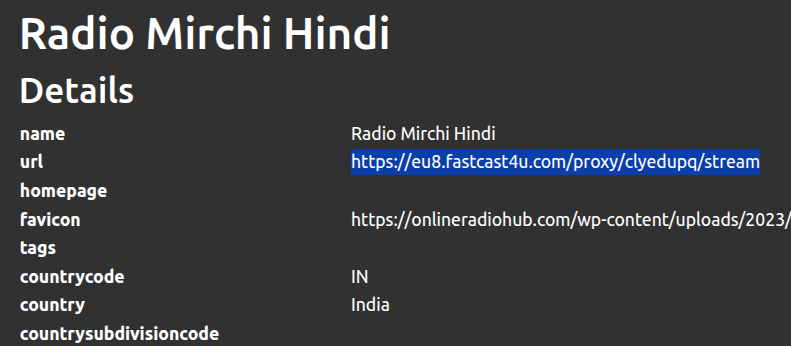 Radio Mirchi Hindi
Details
name Radio Mirchi Hindi
url https://eu8.fastcast4u.com/proxy/clyedupq/stream
homepage
favicon https://onlineradiohub.com/wp-content/uploads/2023/
tags
countrycode IN
country India
countrysubdivisioncode